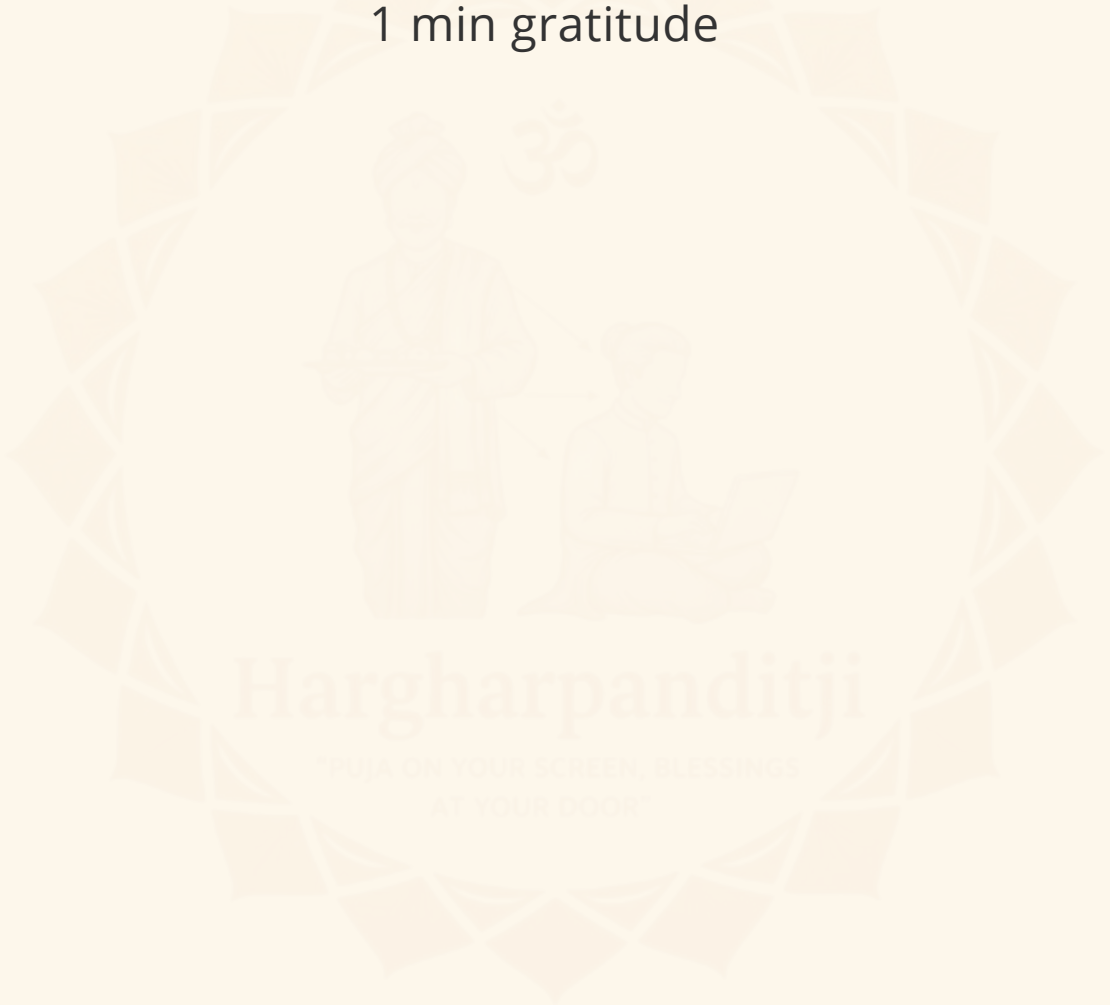 1 min gratitude
ॐ
Hargharpanditji
"PUJA ON YOUR SCREEN, BLESSINGS
AT YOUR DOOR"